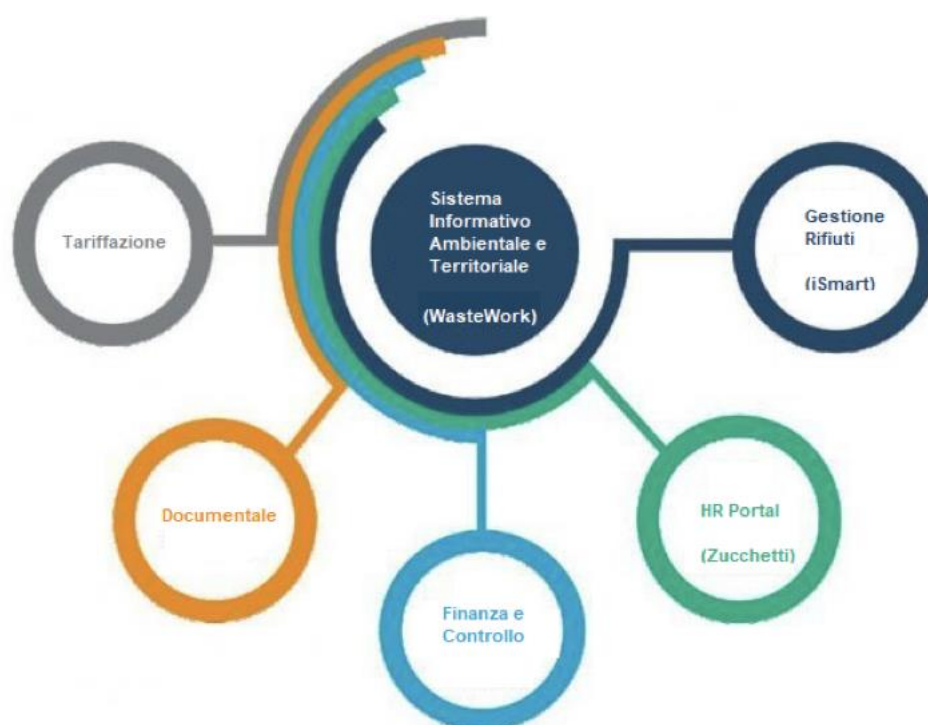 Sistema
Informativo
Ambientale e
Territoriale
(WasteWork)
Tariffazione
Gestione
Rifiuti
(iSmart)
Documentale
HR Portal
(Zucchetti)
Finanza e
Controllo